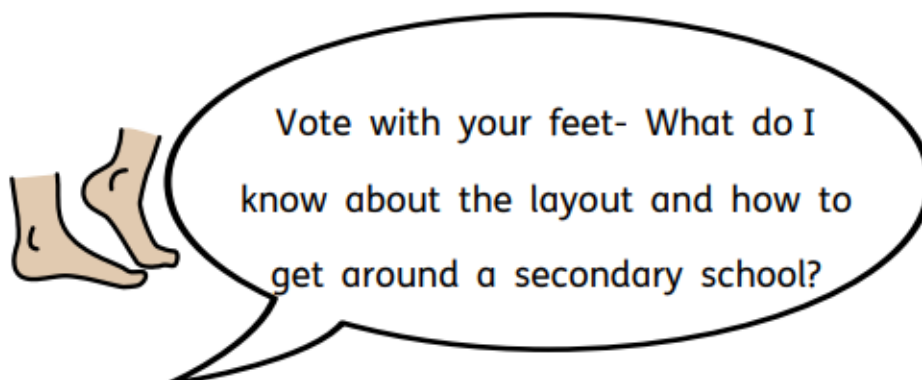 Vote with your feet- What do I
know about the layout and how to
get around a secondary school?